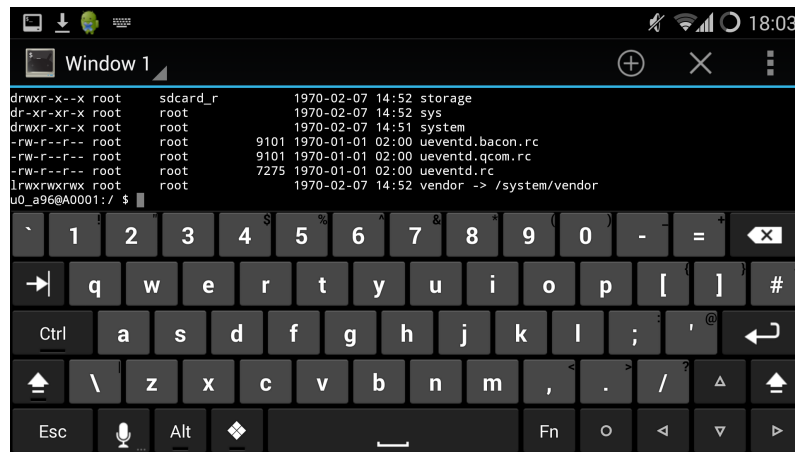 18:03
Window 1
drwxr-x--x root     sdcard_r          1970-02-07 14:52 storage
dr-xr-xr-x root     root              1970-02-07 14:52 sys
drwxr-xr-x root     root              1970-02-07 14:51 system
-rw-r--r-- root     root         9101 1970-01-01 02:00 ueventd.bacon.rc
-rw-r--r-- root     root         9101 1970-01-01 02:00 ueventd.qcom.rc
-rw-r--r-- root     root         7275 1970-01-01 02:00 ueventd.rc
lrwxrwxrwx root     root              1970-02-07 14:52 vendor -> /system/vendor
u0_a96@A0001:/ $
! " $ % ^ & * ( ) _ +
` 1 2 3 4 5 6 7 8 9 0 - =
{ }
q w e r t y u i o p [ ] #
: @
Ctrl a s d f g h j k l ; '
| < > ?
\ z x c v b n m , . /
Esc Alt Fn